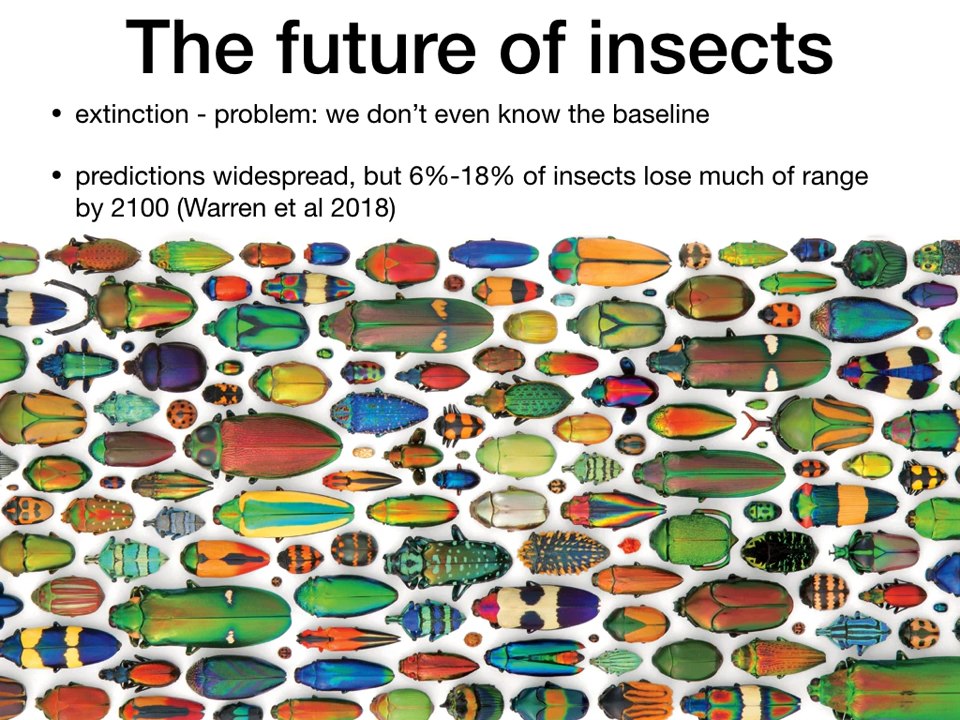 The future of insects
• extinction - problem: we don’t even know the baseline
• predictions widespread, but 6%-18% of insects lose much of range
by 2100 (Warren et al 2018)